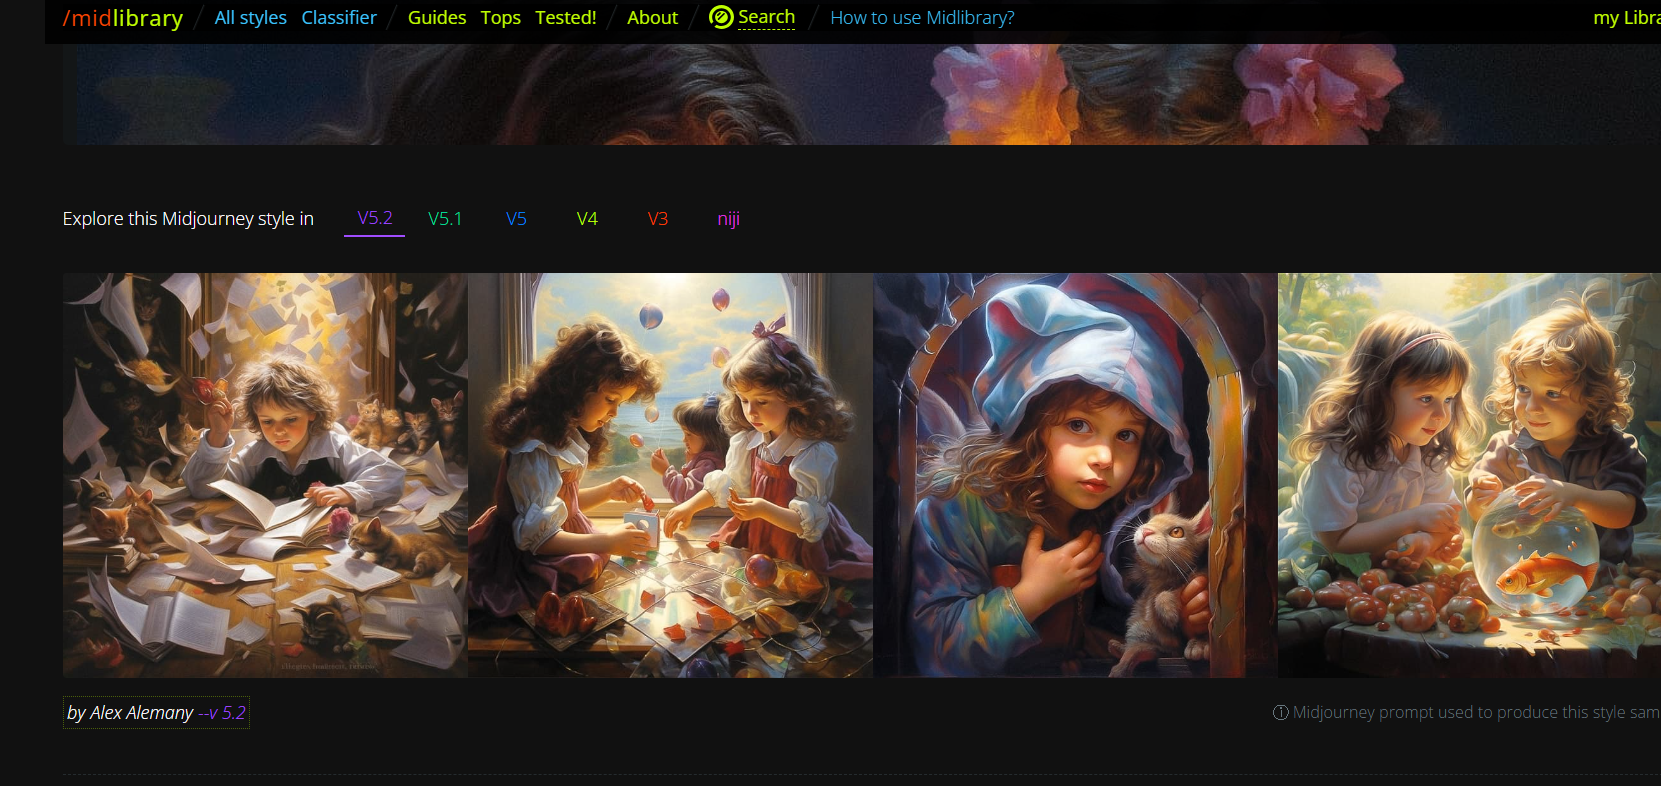 /midlibrary / All styles Classifier / Guides Tops Tested! / About / Search / How to use Midlibrary? my Libra
Explore this Midjourney style in V5.2 V5.1 V5 V4 V3 niji
by Alex Alemany --v 5.2
Midjourney prompt used to produce this style sam